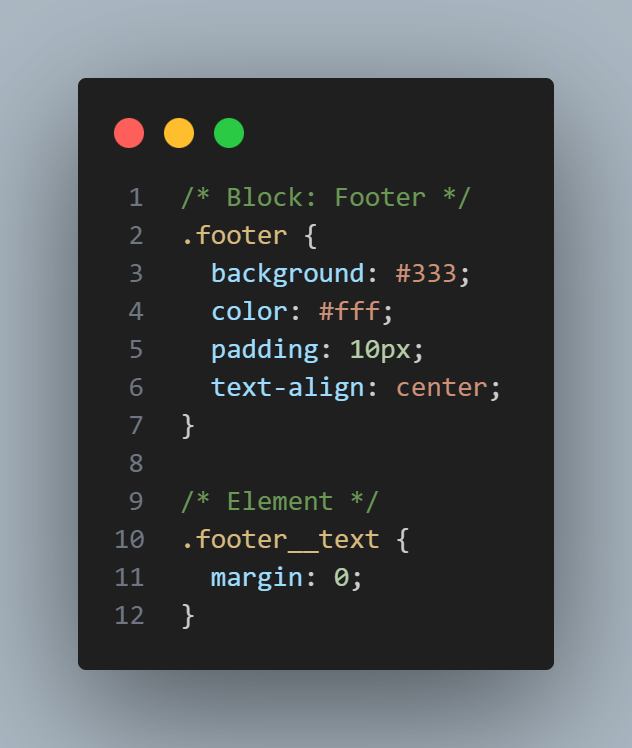 1 /* Block: Footer */
2 .footer {
3   background: #333;
4   color: #fff;
5   padding: 10px;
6   text-align: center;
7 }
8
9 /* Element */
10 .footer__text {
11   margin: 0;
12 }